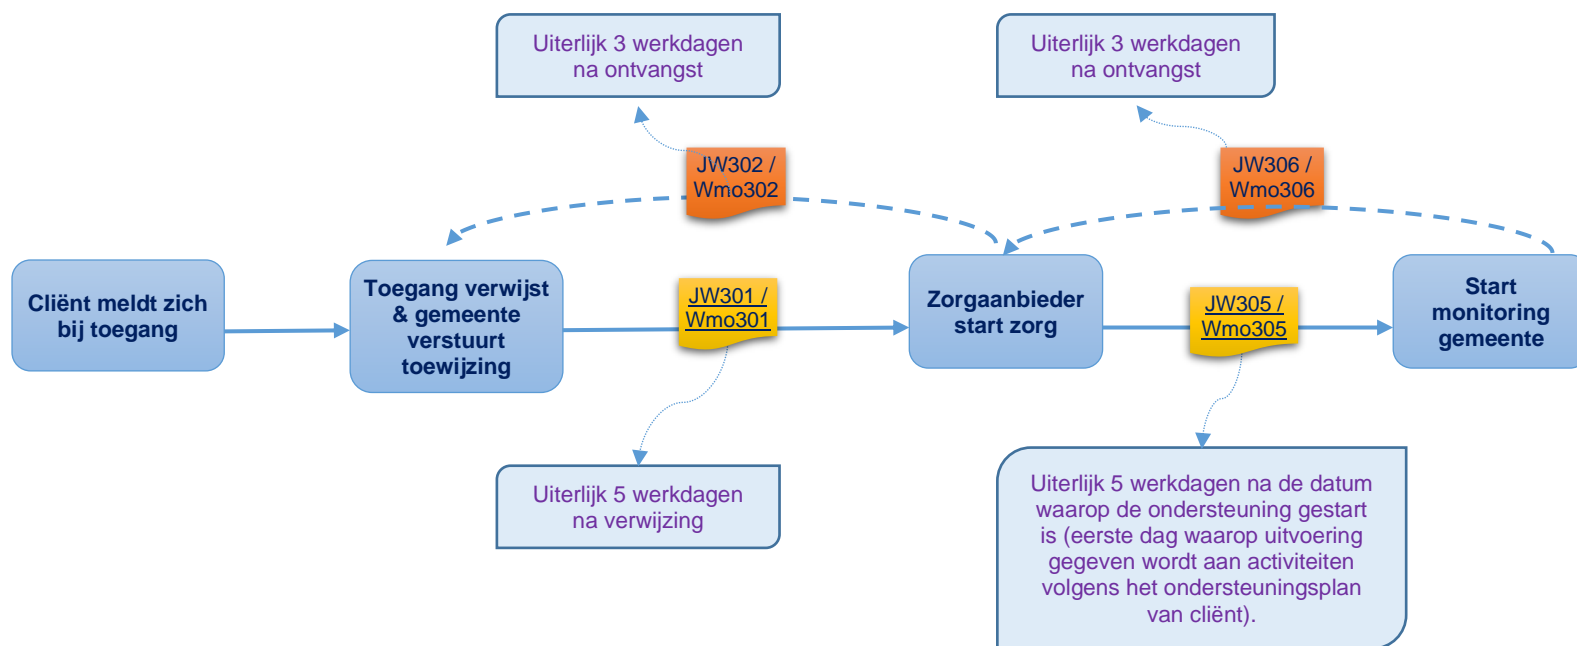 Uiterlijk 3 werkdagen
na ontvangst
Uiterlijk 3 werkdagen
na ontvangst
JW302 /
Wmo302
JW306 /
Wmo306
Cliënt meldt zich
bij toegang
Toegang verwijst
& gemeente
verstuurt
toewijzing
JW301 /
Wmo301
Zorgaanbieder
start zorg
JW305 /
Wmo305
Start
monitoring
gemeente
Uiterlijk 5 werkdagen
na verwijzing
Uiterlijk 5 werkdagen na de datum
waarop de ondersteuning gestart
is (eerste dag waarop uitvoering
gegeven wordt aan activiteiten
volgens het ondersteuningsplan
van cliënt).